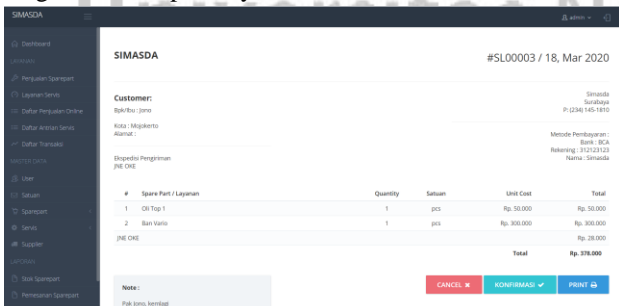 SIMASDA
admin
Dashboard
LAYANAN
Penjualan Sparepart
Layanan Servis
Daftar Penjualan Online
Daftar Antrian Servis
Daftar Transaksi
MASTER DATA
User
Satuan
Sparepart
Servis
Supplier
LAPORAN
Stok Sparepart
Pemesanan Sparepart
SIMASDA
#SL00003 / 18, Mar 2020
Customer:
Bpk/Ibu : Jono
Kota : Mojokerto
Alamat :
Simasda
Surabaya
P: (234) 145-1810
Metode Pembayaran :
Bank : BCA
Rekening : 312123123
Nama : Simasda
Ekspedisi Pengiriman
JNE OKE
# Spare Part / Layanan Quantity Satuan Unit Cost Total
1 Oli Top 1 1 pcs Rp. 50.000 Rp. 50.000
2 Ban Vario 1 pcs Rp. 300.000 Rp. 300.000
JNE OKE Rp. 28.000
Total Rp. 378.000
CANCEL KONFIRMASI PRINT
Note :
Pak jono, kemlagi